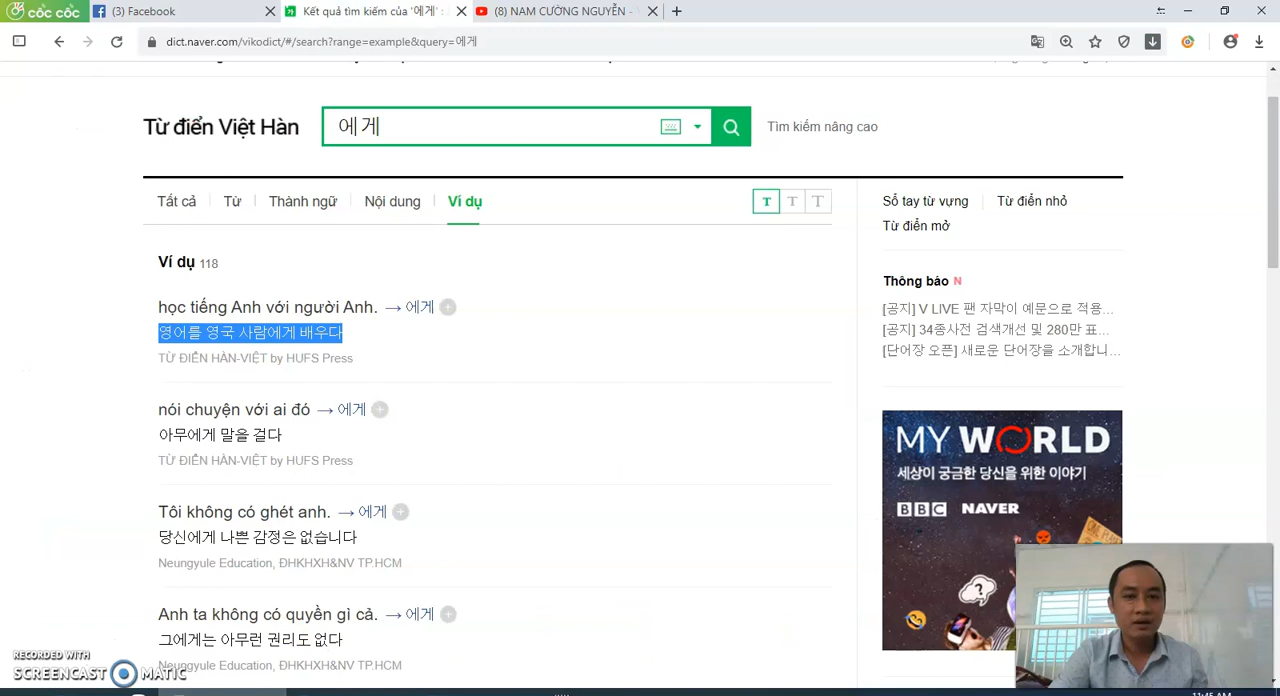 cốc cốc
(3) Facebook
Kết quả tìm kiếm của '에게' :
(8) NAM CƯỜNG NGUYỄN -
dict.naver.com/vikodict/#/search?range=example&query=에게
Từ điển Việt Hàn
에게
Tìm kiếm nâng cao
Tất cả
Từ
Thành ngữ
Nội dung
Ví dụ
T T T
Ví dụ 118
học tiếng Anh với người Anh. → 에게
영어를 영국 사람에게 배우다
TỪ ĐIỂN HÀN-VIỆT by HUFS Press
nói chuyện với ai đó → 에게
아무에게 말을 걸다
TỪ ĐIỂN HÀN-VIỆT by HUFS Press
Tôi không có ghét anh. → 에게
당신에게 나쁜 감정은 없습니다
Neungyule Education, ĐHKHXH&NV TP.HCM
Anh ta không có quyền gì cả. → 에게
그에게는 아무런 권리도 없다
Neungyule Education, ĐHKHXH&NV TP.HCM
Sổ tay từ vựng
Từ điển nhỏ
Từ điển mở
Thông báo N
[공지] V LIVE 팬 자막이 예문으로 적용...
[공지] 34종사전 검색개선 및 280만 표...
[단어장 오픈] 새로운 단어장을 소개합니...
MY WORLD
세상이 궁금한 당신을 위한 이야기
BBC NAVER
RECORDED WITH
SCREENCAST MATIC
11:45 AM